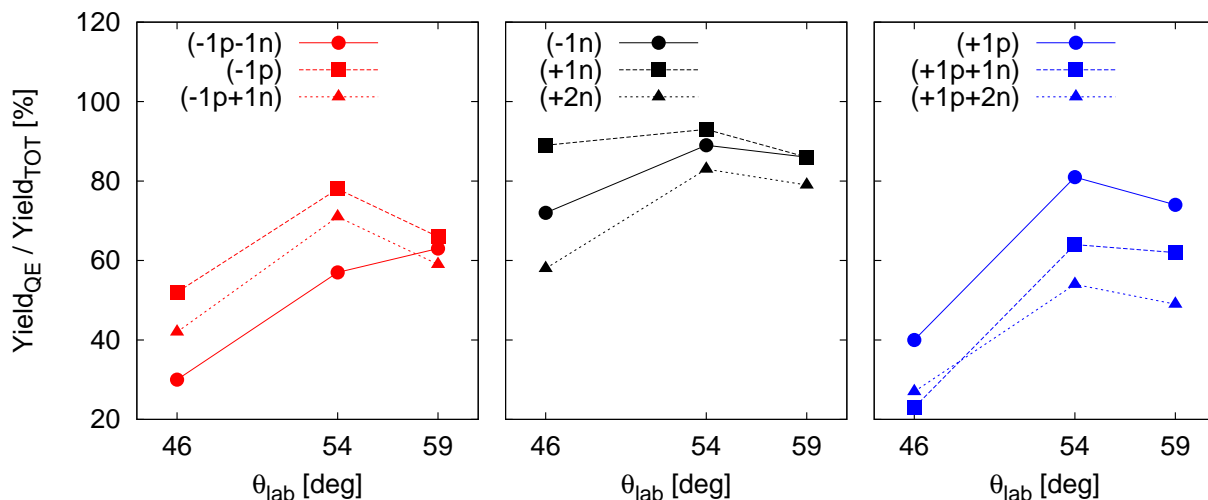 Yield_QE / Yield_TOT [%]
120
100
80
60
40
20
(-1p-1n)
(-1p)
(-1p+1n)
46
54
59
θ_lab [deg]
(-1n)
(+1n)
(+2n)
46
54
59
θ_lab [deg]
(+1p)
(+1p+1n)
(+1p+2n)
46
54
59
θ_lab [deg]